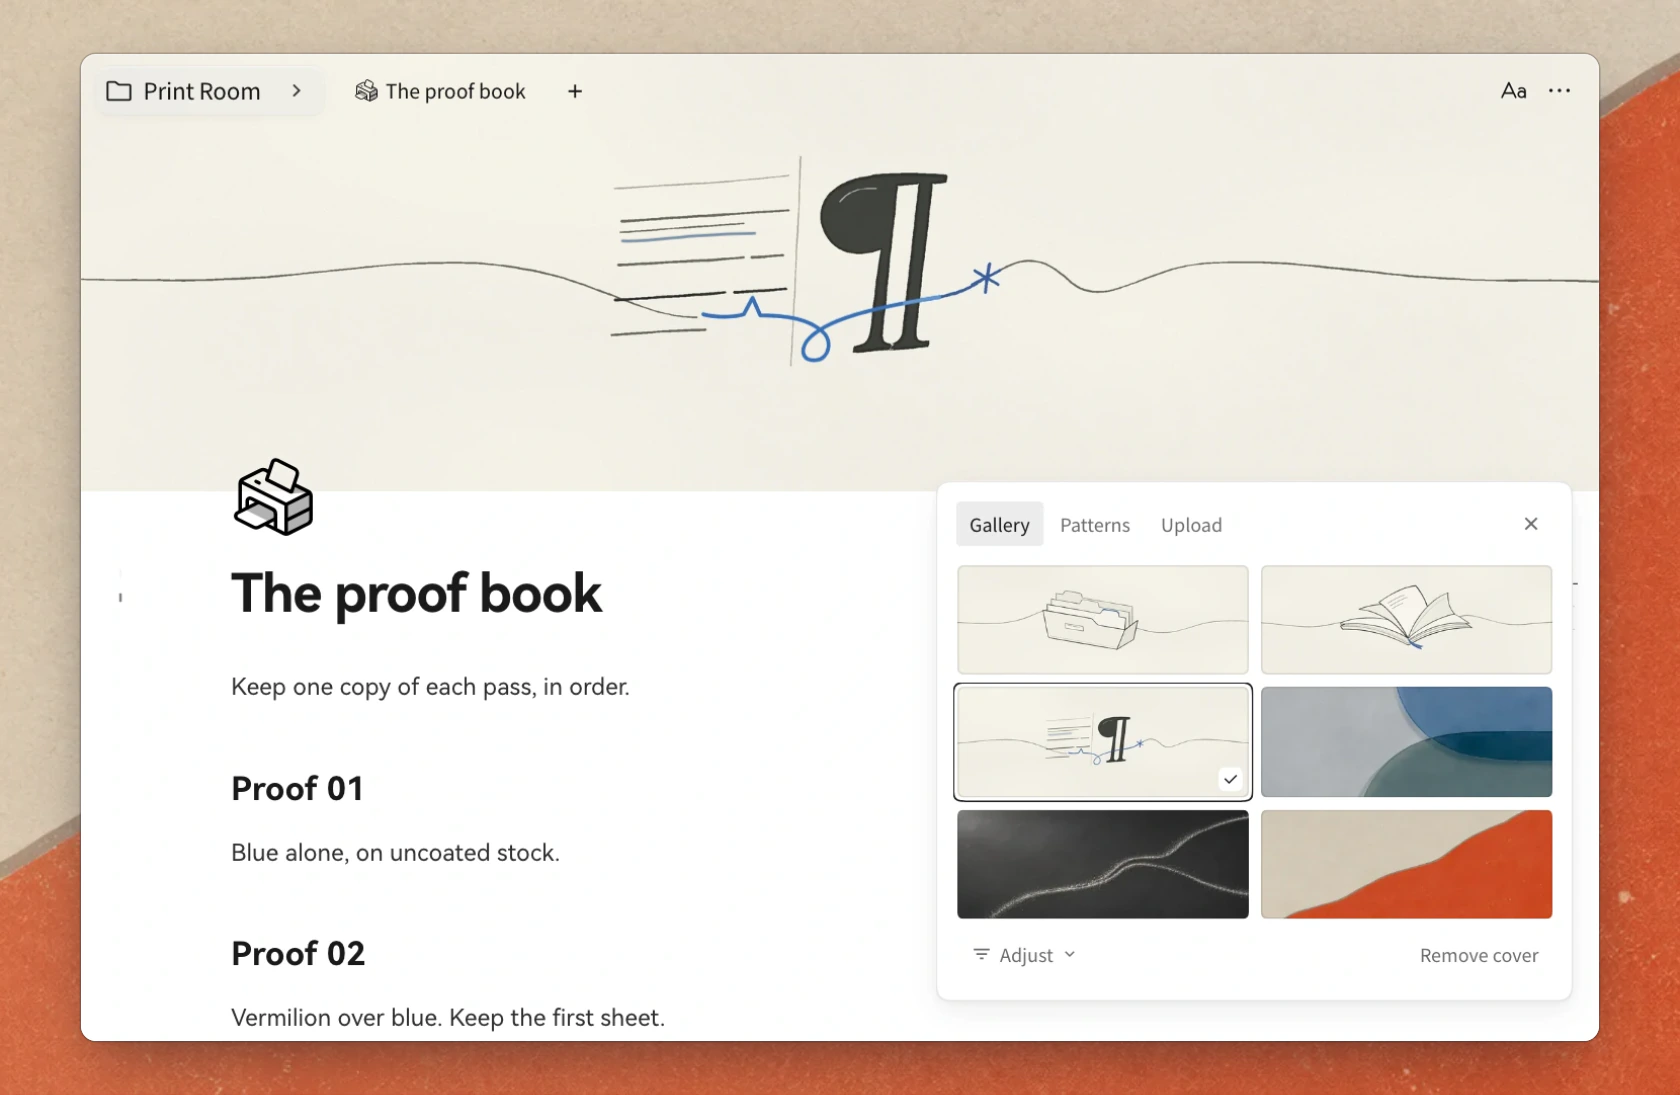 Print Room
The proof book
Aa
¶
The proof book
Keep one copy of each pass, in order.
Proof 01
Blue alone, on uncoated stock.
Proof 02
Vermilion over blue. Keep the first sheet.
Gallery
Patterns
Upload
¶
Adjust
Remove cover